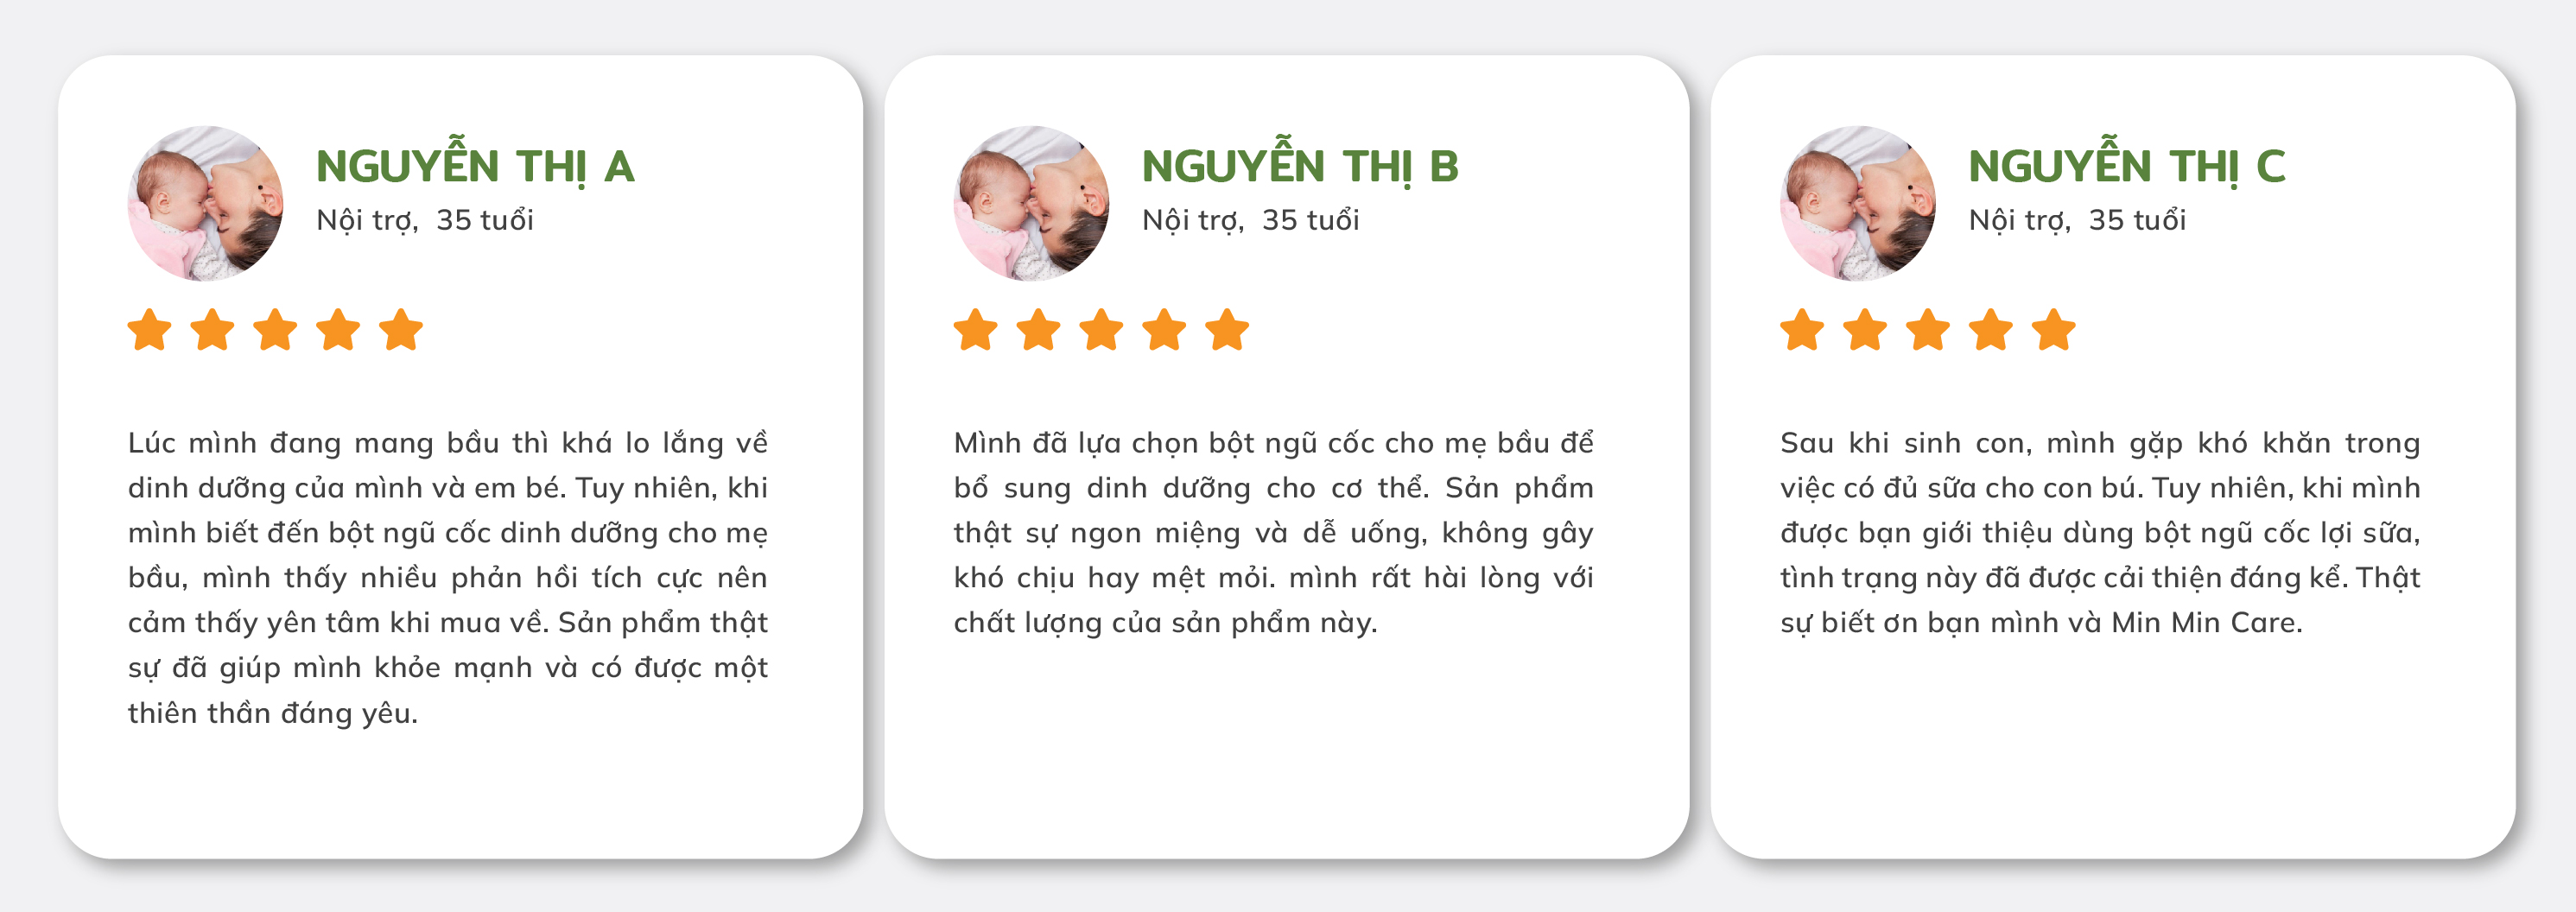 NGUYỄN THỊ A
Nội trợ, 35 tuổi
Lúc mình đang mang bầu thì khá lo lắng về
dinh dưỡng của mình và em bé. Tuy nhiên, khi
mình biết đến bột ngũ cốc dinh dưỡng cho mẹ
bầu, mình thấy nhiều phản hồi tích cực nên
cảm thấy yên tâm khi mua về. Sản phẩm thật
sự đã giúp mình khỏe mạnh và có được một
thiên thần đáng yêu.
NGUYỄN THỊ B
Nội trợ, 35 tuổi
Mình đã lựa chọn bột ngũ cốc cho mẹ bầu để
bổ sung dinh dưỡng cho cơ thể. Sản phẩm
thật sự ngon miệng và dễ uống, không gây
khó chịu hay mệt mỏi. mình rất hài lòng với
chất lượng của sản phẩm này.
NGUYỄN THỊ C
Nội trợ, 35 tuổi
Sau khi sinh con, mình gặp khó khăn trong
việc có đủ sữa cho con bú. Tuy nhiên, khi mình
được bạn giới thiệu dùng bột ngũ cốc lợi sữa,
tình trạng này đã được cải thiện đáng kể. Thật
sự biết ơn bạn mình và Min Min Care.